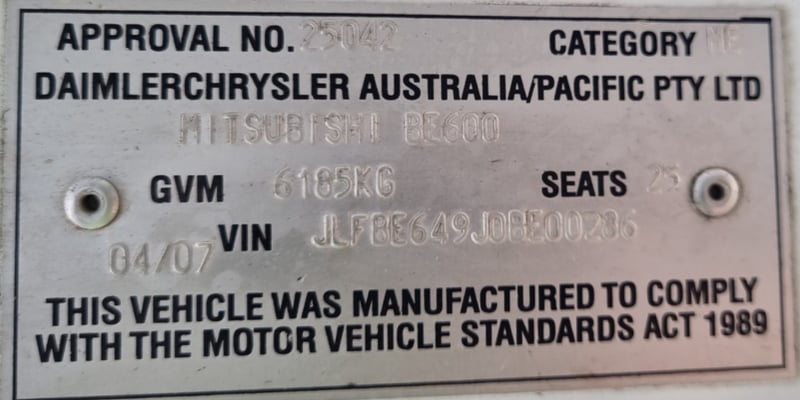 APPROVAL NO. 25042 CATEGORY ME
DAIMLERCHRYSLER AUSTRALIA/PACIFIC PTY LTD
MITSUBISHI BE600
GVM 6185KG SEATS 25
04/07 VIN JLFBE649J0BE00286
THIS VEHICLE WAS MANUFACTURED TO COMPLY
WITH THE MOTOR VEHICLE STANDARDS ACT 1989